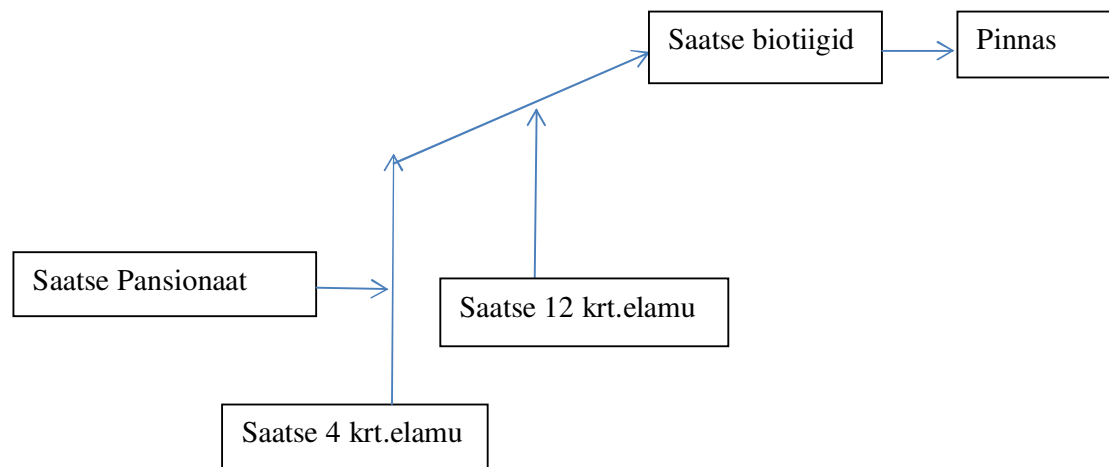 Saatse biotiigid
Pinnas
Saatse Pansionaat
Saatse 12 krt.elamu
Saatse 4 krt.elamu